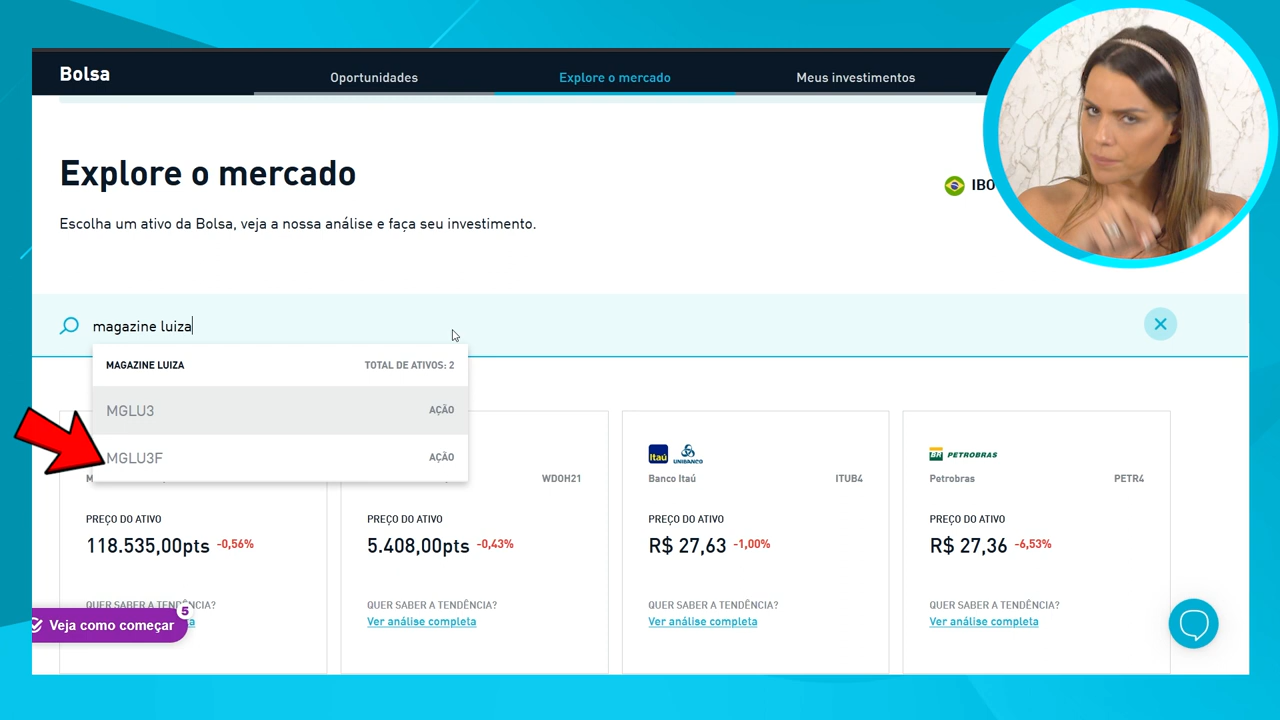 Bolsa
Oportunidades
Explore o mercado
Meus investimentos
Explore o mercado
IBO
Escolha um ativo da Bolsa, veja a nossa análise e faça seu investimento.
magazine luiza
MAGAZINE LUIZA TOTAL DE ATIVOS: 2
MGLU3 AÇÃO
MGLU3F AÇÃO
WDOH21
Itaú UNIBANCO
Banco Itaú ITUB4
BR PETROBRAS
Petrobras PETR4
PREÇO DO ATIVO
118.535,00pts -0,56%
QUER SABER A TENDÊNCIA?
PREÇO DO ATIVO
5.408,00pts -0,43%
QUER SABER A TENDÊNCIA?
Ver análise completa
PREÇO DO ATIVO
R$ 27,63 -1,00%
QUER SABER A TENDÊNCIA?
Ver análise completa
PREÇO DO ATIVO
R$ 27,36 -6,53%
QUER SABER A TENDÊNCIA?
Ver análise completa
Veja como começar
5